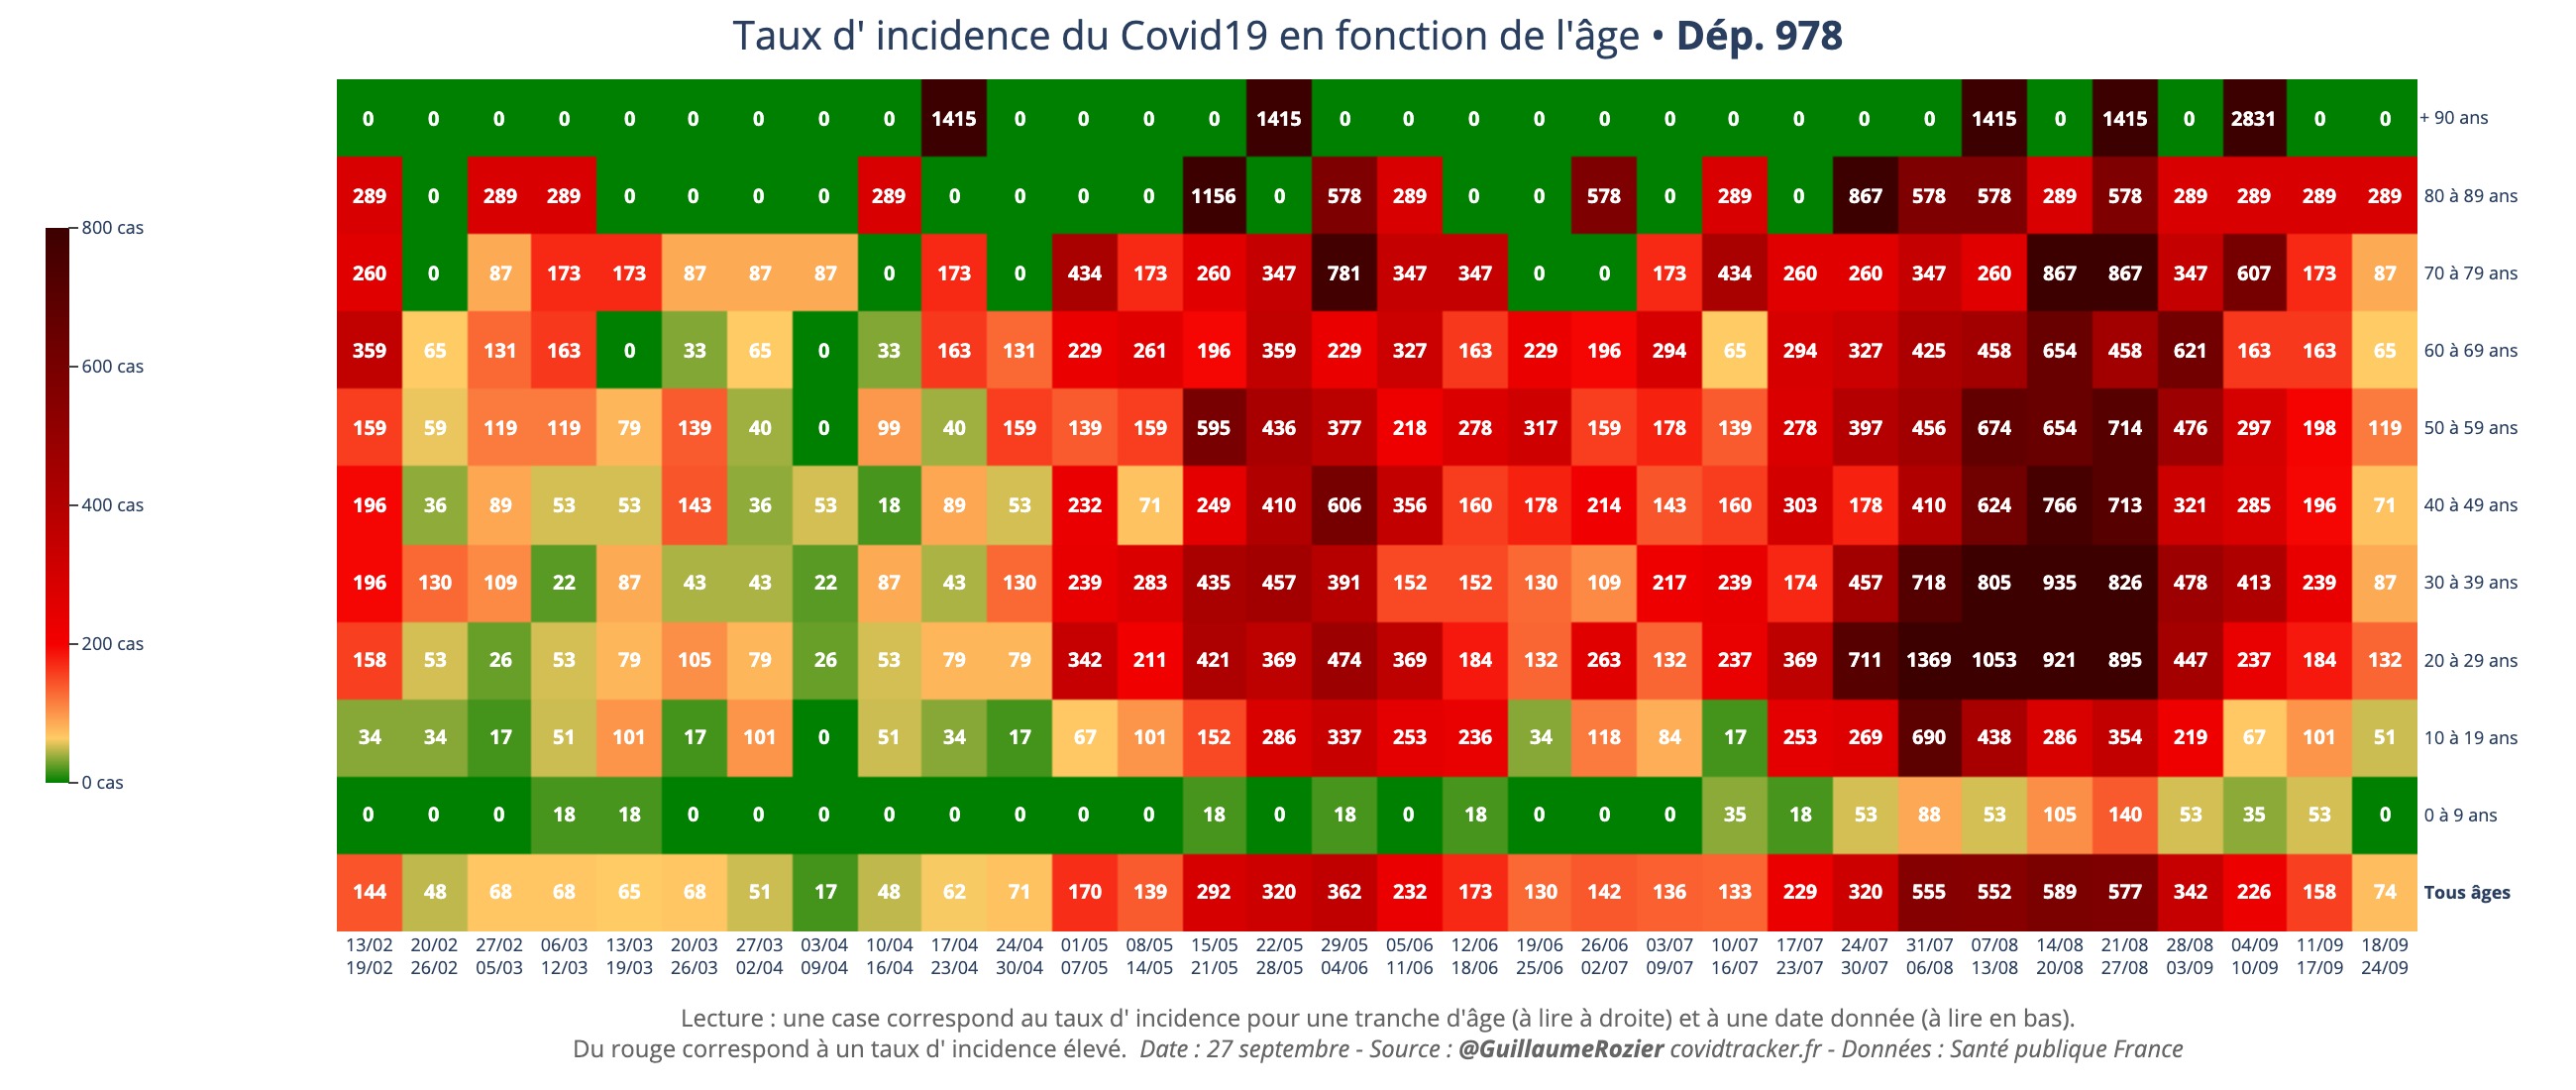 Taux d' incidence du Covid19 en fonction de l'âge • Dép. 978
0 0 0 0 0 0 0 0 0 1415 0 0 0 0 1415 0 0 0 0 0 0 0 0 0 0 1415 0 1415 0 2831 0 0 + 90 ans
289 0 289 289 0 0 0 0 289 0 0 0 0 1156 0 578 289 0 0 578 0 289 0 867 578 578 289 578 289 289 289 289 80 à 89 ans
800 cas
260 0 87 173 173 87 87 87 0 173 0 434 173 260 347 781 347 347 0 0 173 434 260 260 347 260 867 867 347 607 173 87 70 à 79 ans
359 65 131 163 0 33 65 0 33 163 131 229 261 196 359 229 327 163 229 196 294 65 294 327 425 458 654 458 621 163 163 65 60 à 69 ans
600 cas
159 59 119 119 79 139 40 0 99 40 159 139 159 595 436 377 218 278 317 159 178 139 278 397 456 674 654 714 476 297 198 119 50 à 59 ans
196 36 89 53 53 143 36 53 18 89 53 232 71 249 410 606 356 160 178 214 143 160 303 178 410 624 766 713 321 285 196 71 40 à 49 ans
400 cas
196 130 109 22 87 43 43 22 87 43 130 239 283 435 457 391 152 152 130 109 217 239 174 457 718 805 935 826 478 413 239 87 30 à 39 ans
200 cas
158 53 26 53 79 105 79 26 53 79 79 342 211 421 369 474 369 184 132 263 132 237 369 711 1369 1053 921 895 447 237 184 132 20 à 29 ans
34 34 17 51 101 17 101 0 51 34 17 67 101 152 286 337 253 236 34 118 84 17 253 269 690 438 286 354 219 67 101 51 10 à 19 ans
0 cas
0 0 0 18 18 0 0 0 0 0 0 0 0 18 0 18 0 18 0 0 0 35 18 53 88 53 105 140 53 35 53 0 0 à 9 ans
144 48 68 68 65 68 51 17 48 62 71 170 139 292 320 362 232 173 130 142 136 133 229 320 555 552 589 577 342 226 158 74 Tous âges
13/02 20/02 27/02 06/03 13/03 20/03 27/03 03/04 10/04 17/04 24/04 01/05 08/05 15/05 22/05 29/05 05/06 12/06 19/06 26/06 03/07 10/07 17/07 24/07 31/07 07/08 14/08 21/08 28/08 04/09 11/09 18/09
19/02 26/02 05/03 12/03 19/03 26/03 02/04 09/04 16/04 23/04 30/04 07/05 14/05 21/05 28/05 04/06 11/06 18/06 25/06 02/07 09/07 16/07 23/07 30/07 06/08 13/08 20/08 27/08 03/09 10/09 17/09 24/09
Lecture : une case correspond au taux d' incidence pour une tranche d'âge (à lire à droite) et à une date donnée (à lire en bas).
Du rouge correspond à un taux d' incidence élevé. Date : 27 septembre - Source : @GuillaumeRozier covidtracker.fr - Données : Santé publique France